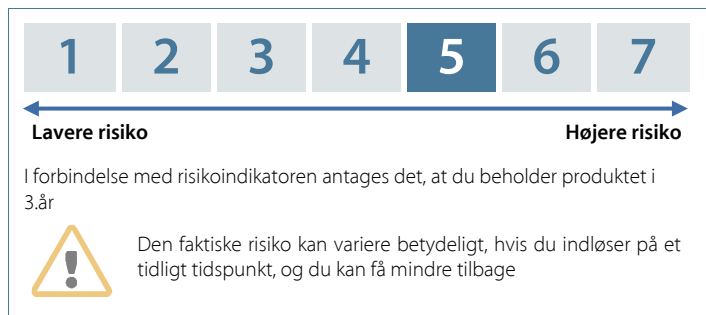 1 2 3 4 5 6 7
Lavere risiko Højere risiko
I forbindelse med risikoindikatoren antages det, at du beholder produktet i
3.år
Den faktiske risiko kan variere betydeligt, hvis du indløser på et
tidligt tidspunkt, og du kan få mindre tilbage